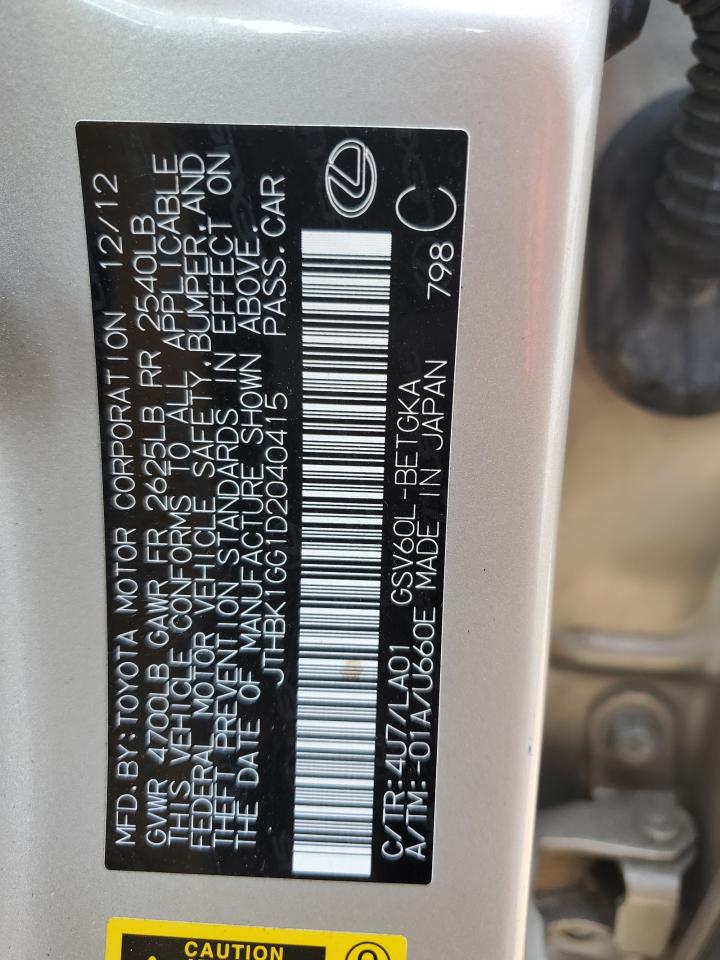 MFD.BY:TOYOTA MOTOR CORPORATION 12/12
GVWR 4700LB GAWR FR 2625LB RR 2540LB
THIS VEHICLE CONFORMS TO ALL APPLICABLE
FEDERAL MOTOR VEHICLE SAFETY,BUMPER,AND
THEFT PREVENTION STANDARDS IN EFFECT ON
THE DATE OF MANUFACTURE SHOWN ABOVE.
JTHBK1GG1D2040415 PASS.CAR
C/TR:4U7/LA01 GSV60L-BETGKA 798 C
A/TM:-01A/U660E MADE IN JAPAN
CAUTION